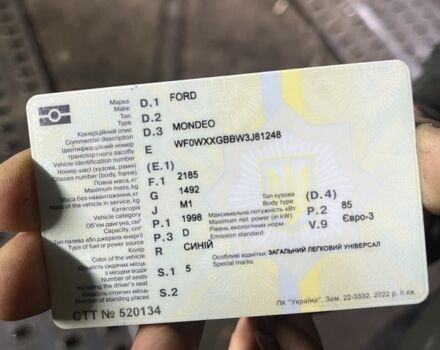 Марка D.1 FORD
Make
Тип D.2
Type
Комерційний опис D.3 MONDEO
Commercial description
Ідентифікаційний номер E WF0WXXGBBW3J81248
транспортного засобу
Vehicle identification number
Номер шасі (кузова, рами) (E.1)
Chassis number (body, frame)
Повна маса, кг F.1 2185
Maximum mass, kg
Маса без навантаження, кг G 1492
Mass of the vehicle in service, kg
Категорія J M1
Vehicle category
Об'єм двигуна, см³ P.1 1998
Capacity, cm³
Тип палива або джерела енергії P.3 D
Type of fuel or power source
Колір R СИНІЙ
Color of the vehicle
Кількість сидячих місць S.1 5
з місцем водія
Number of seats
including the driver's seat
Кількість стоячих місць S.2
Number of standing places
Тип кузова (D.4)
Body type
Максимальна потужність кВт P.2 85
Maximum net power (in kW)
Рівень екологічних норм V.9 Євро-3
Emission standard
Особливі відмітки: ЗАГАЛЬНИЙ ЛЕГКОВИЙ УНІВЕРСАЛ
Special marks
СТТ № 520134
ПК "Україна". Зам. 22-3332. 2022 р. II кв.